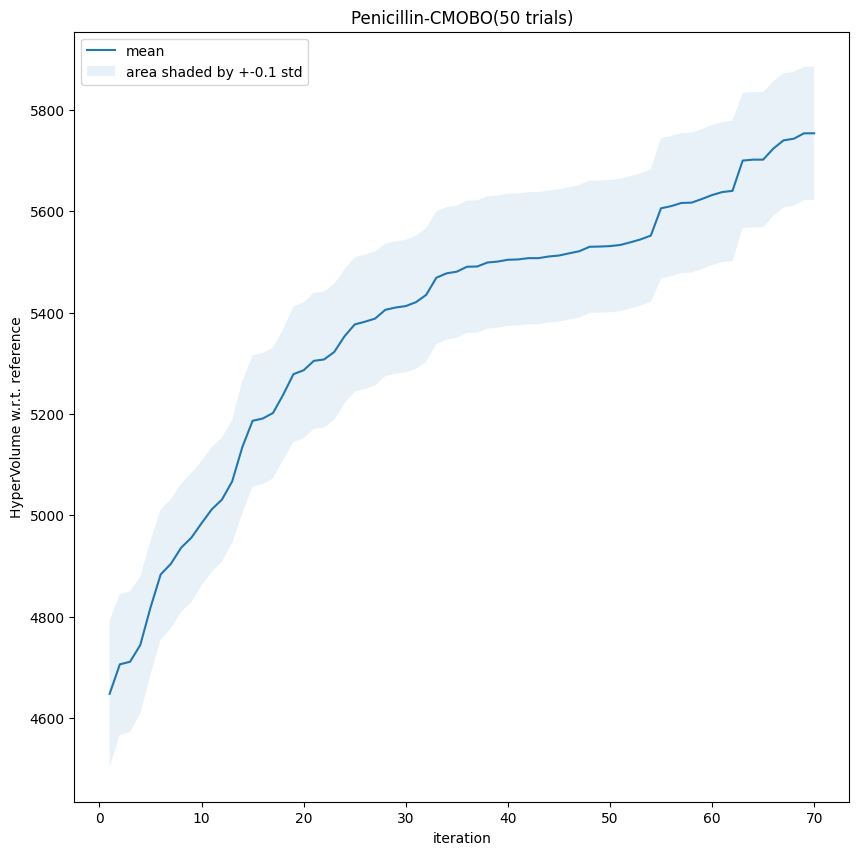 Penicillin-CMOBO(50 trials)
mean
area shaded by +-0.1 std
HyperVolume w.r.t. reference
5800
5600
5400
5200
5000
4800
4600
0 10 20 30 40 50 60 70
iteration